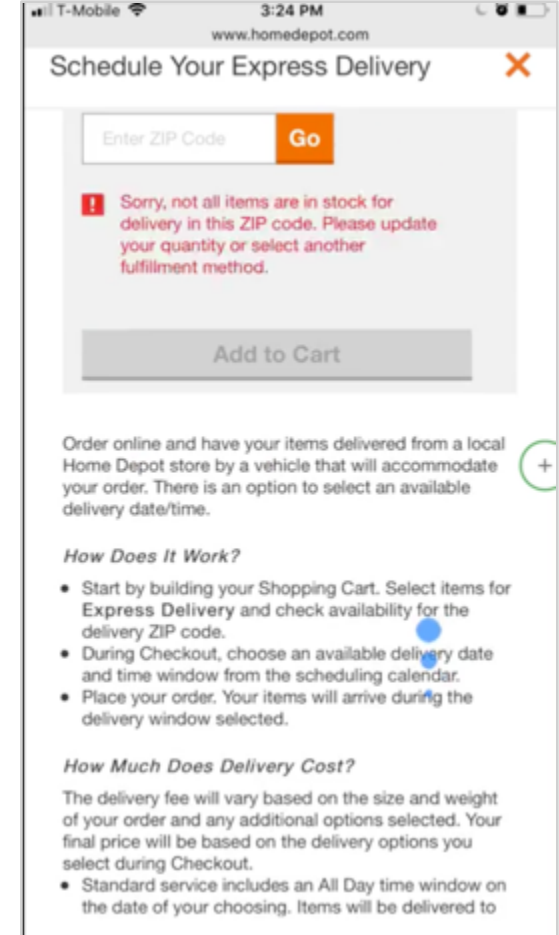 T-Mobile 3:24 PM
www.homedepot.com
Schedule Your Express Delivery
Enter ZIP Code Go
Sorry, not all items are in stock for
delivery in this ZIP code. Please update
your quantity or select another
fulfillment method.
Add to Cart
Order online and have your items delivered from a local
Home Depot store by a vehicle that will accommodate
your order. There is an option to select an available
delivery date/time.
How Does It Work?
• Start by building your Shopping Cart. Select items for
Express Delivery and check availability for the
delivery ZIP code.
• During Checkout, choose an available delivery date
and time window from the scheduling calendar.
• Place your order. Your items will arrive during the
delivery window selected.
How Much Does Delivery Cost?
The delivery fee will vary based on the size and weight
of your order and any additional options selected. Your
final price will be based on the delivery options you
select during Checkout.
• Standard service includes an All Day time window on
the date of your choosing. Items will be delivered to